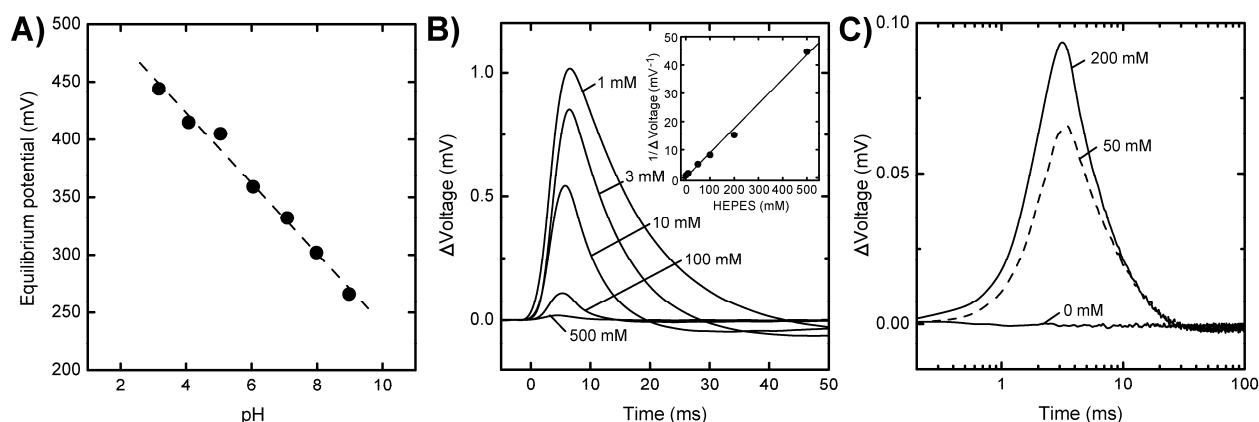 A)
500
450
400
350
300
250
200
Equilibrium potential (mV)
2
4
6
8
10
pH
B)
1.0
0.5
0.0
ΔVoltage (mV)
1 mM
3 mM
10 mM
100 mM
500 mM
0
10
20
30
40
50
Time (ms)
50
40
30
20
10
0
1/Δ Voltage (mV⁻¹)
0
100
200
300
400
500
HEPES (mM)
C)
0.10
0.05
0.00
ΔVoltage (mV)
200 mM
50 mM
0 mM
1
10
100
Time (ms)